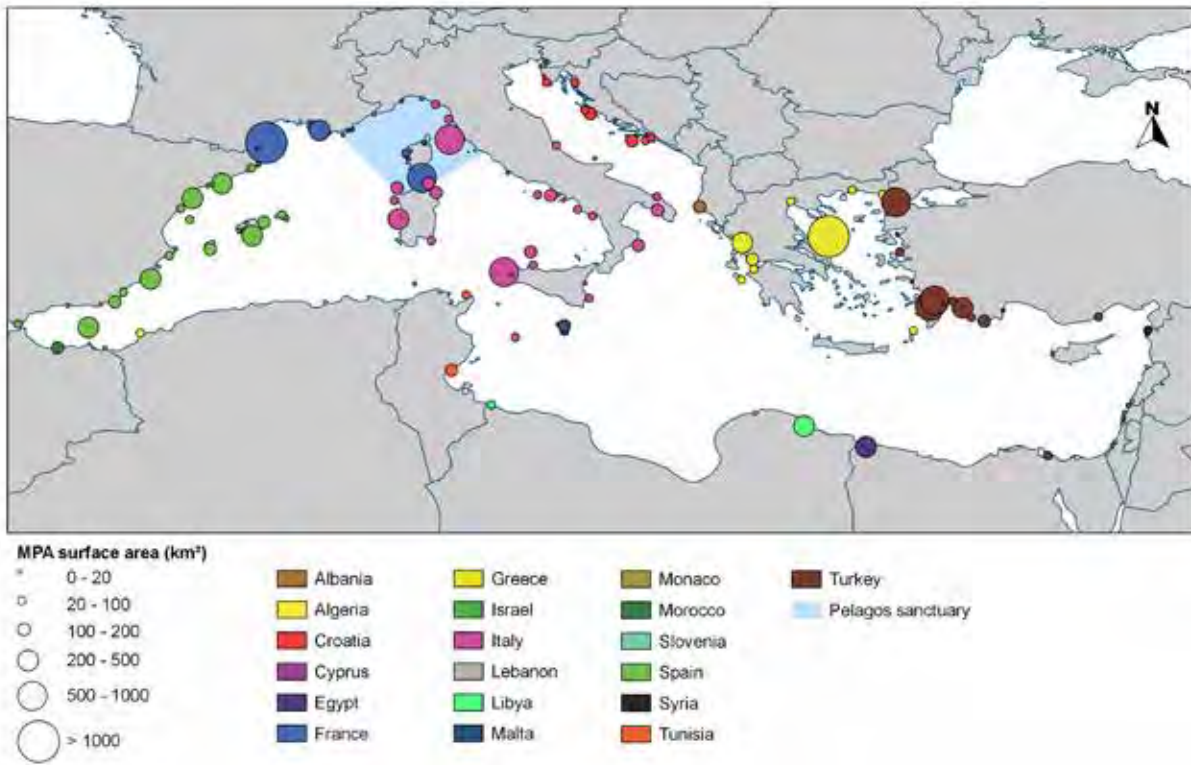 N
MPA surface area (km²)
0 - 20
20 - 100
100 - 200
200 - 500
500 - 1000
> 1000
Albania
Algeria
Croatia
Cyprus
Egypt
France
Greece
Israel
Italy
Lebanon
Libya
Malta
Monaco
Morocco
Slovenia
Spain
Syria
Tunisia
Turkey
Pelagos sanctuary